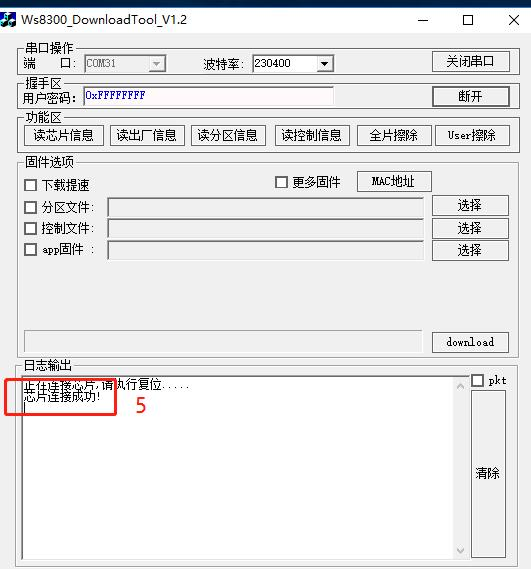 Ws8300_DownloadTool_V1.2
串口操作
端 口: COM31 波特率: 230400 关闭串口
握手区
用户密码: 0xFFFFFFFF 断开
功能区
读芯片信息 读出厂信息 读分区信息 读控制信息 全片擦除 User擦除
固件选项
下载提速 更多固件 MAC地址
分区文件: 选择
控制文件: 选择
app固件 : 选择
download
日志输出
正在连接芯片,请执行复位..... pkt
芯片连接成功! 5
清除